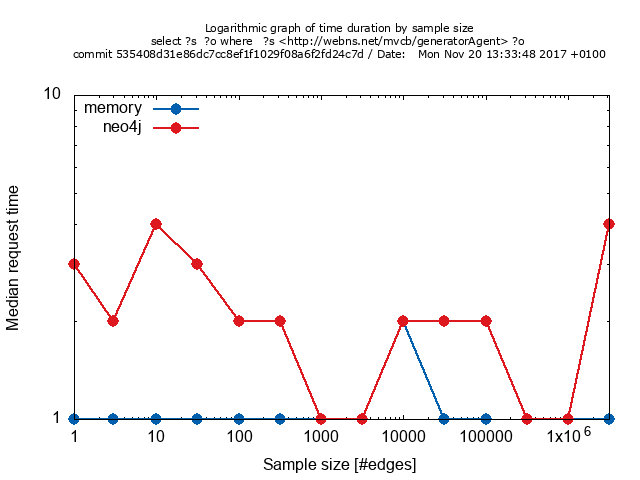 Logarithmic graph of time duration by sample size
select ?s ?o where ?s <http://webns.net/mvcb/generatorAgent> ?o
commit 535408d31e86dc7cc8ef1f1029f08a6f2fd24c7d / Date: Mon Nov 20 13:33:48 2017 +0100
10
memory
neo4j
Median request time
1
1 10 100 1000 10000 100000 1x10^6
Sample size [#edges]